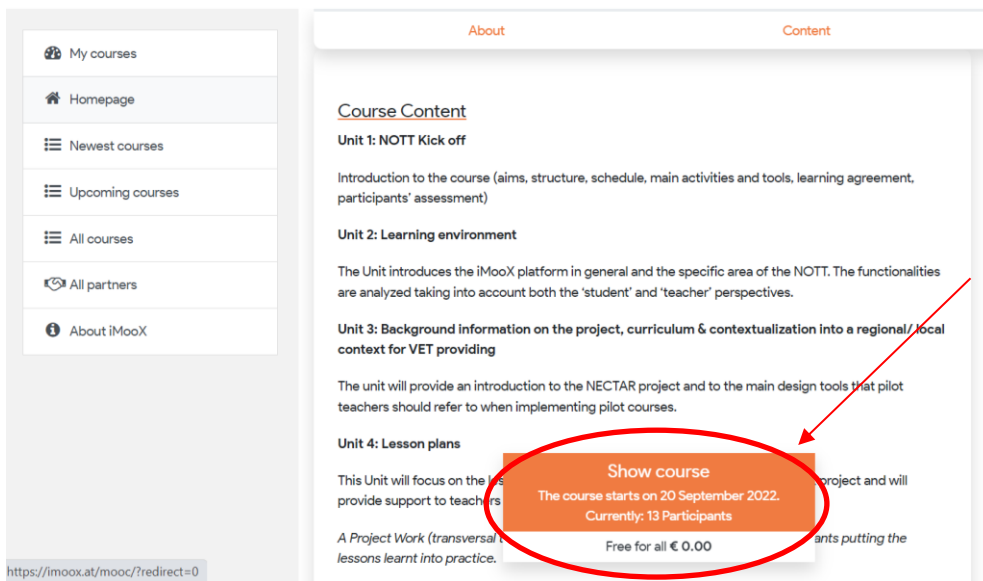 My courses
Homepage
Newest courses
Upcoming courses
All courses
All partners
About iMooX
About
Content
Course Content
Unit 1: NOTT Kick off
Introduction to the course (aims, structure, schedule, main activities and tools, learning agreement,
participants' assessment)
Unit 2: Learning environment
The Unit introduces the iMooX platform in general and the specific area of the NOTT. The functionalities
are analyzed taking into account both the 'student' and 'teacher' perspectives.
Unit 3: Background information on the project, curriculum & contextualization into a regional/ local
context for VET providing
The unit will provide an introduction to the NECTAR project and to the main design tools that pilot
teachers should refer to when implementing pilot courses.
Unit 4: Lesson plans
This Unit will focus on the project and will
provide support to teachers
A Project Work (transversal putting the
lessons learnt into practice.
Show course
The course starts on 20 September 2022.
Currently: 13 Participants
Free for all € 0.00
https://imoox.at/mooc/?redirect=0